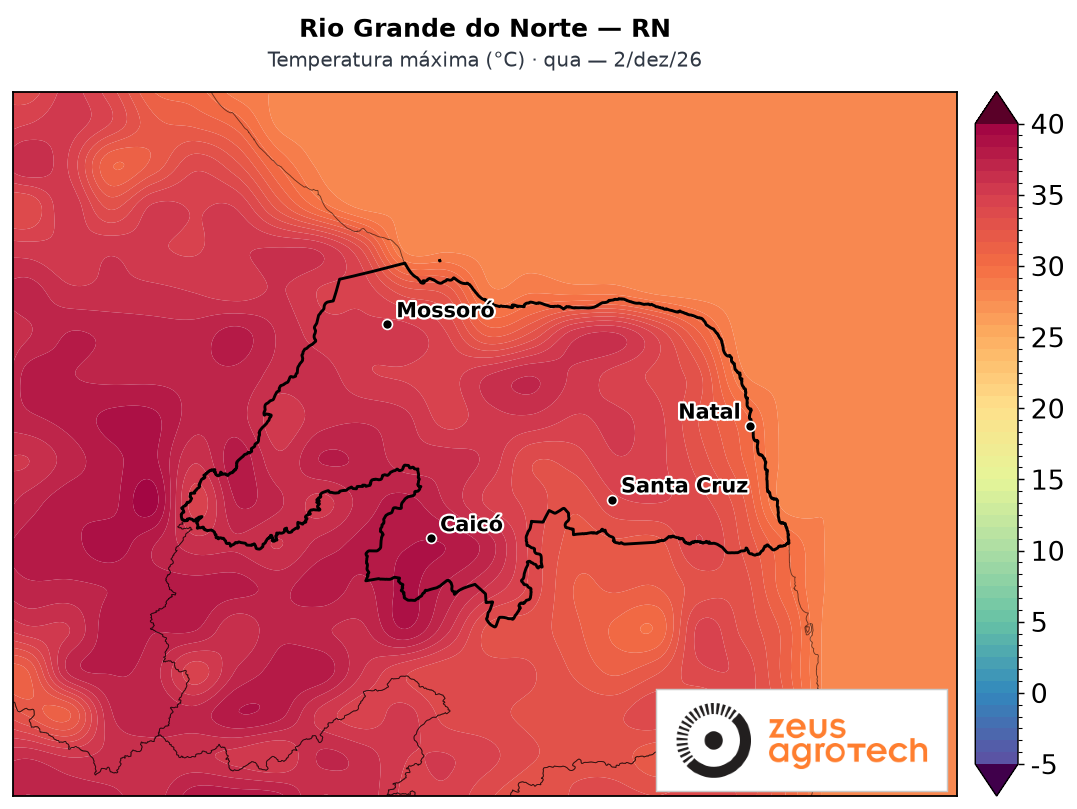 Rio Grande do Norte — RN
Temperatura máxima (°C) · qua — 2/dez/26
Mossoró
Natal
Santa Cruz
Caicó
40
35
30
25
20
15
10
5
0
-5
zeus
agrotech